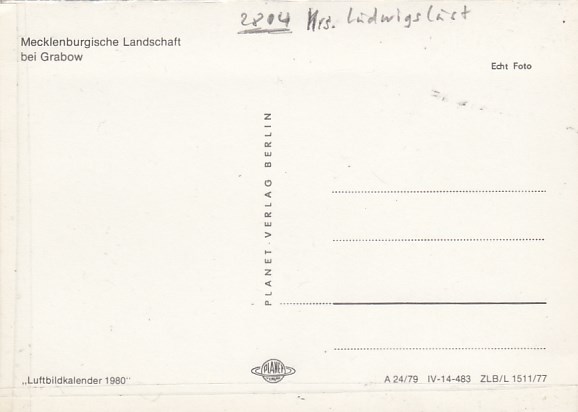 2804 Krs. Ludwigslust
Mecklenburgische Landschaft
bei Grabow
Echt Foto
PLANET-VERLAG BERLIN
PLANET
„Luftbildkalender 1980”
A 24/79 IV-14-483 ZLB/L 1511/77